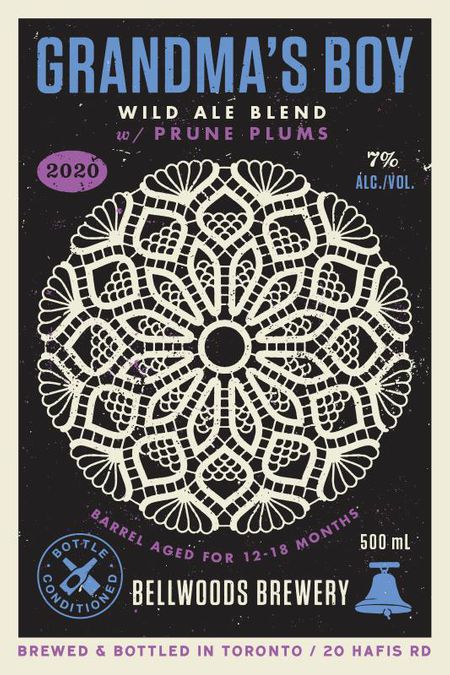 GRANDMA'S BOY
WILD ALE BLEND
w/ PRUNE PLUMS
2020
7%
ALC./VOL.
BARREL AGED FOR 12-18 MONTHS
500 mL
BOTTLE CONDITIONED
BELLWOODS BREWERY
BREWED & BOTTLED IN TORONTO / 20 HAFIS RD